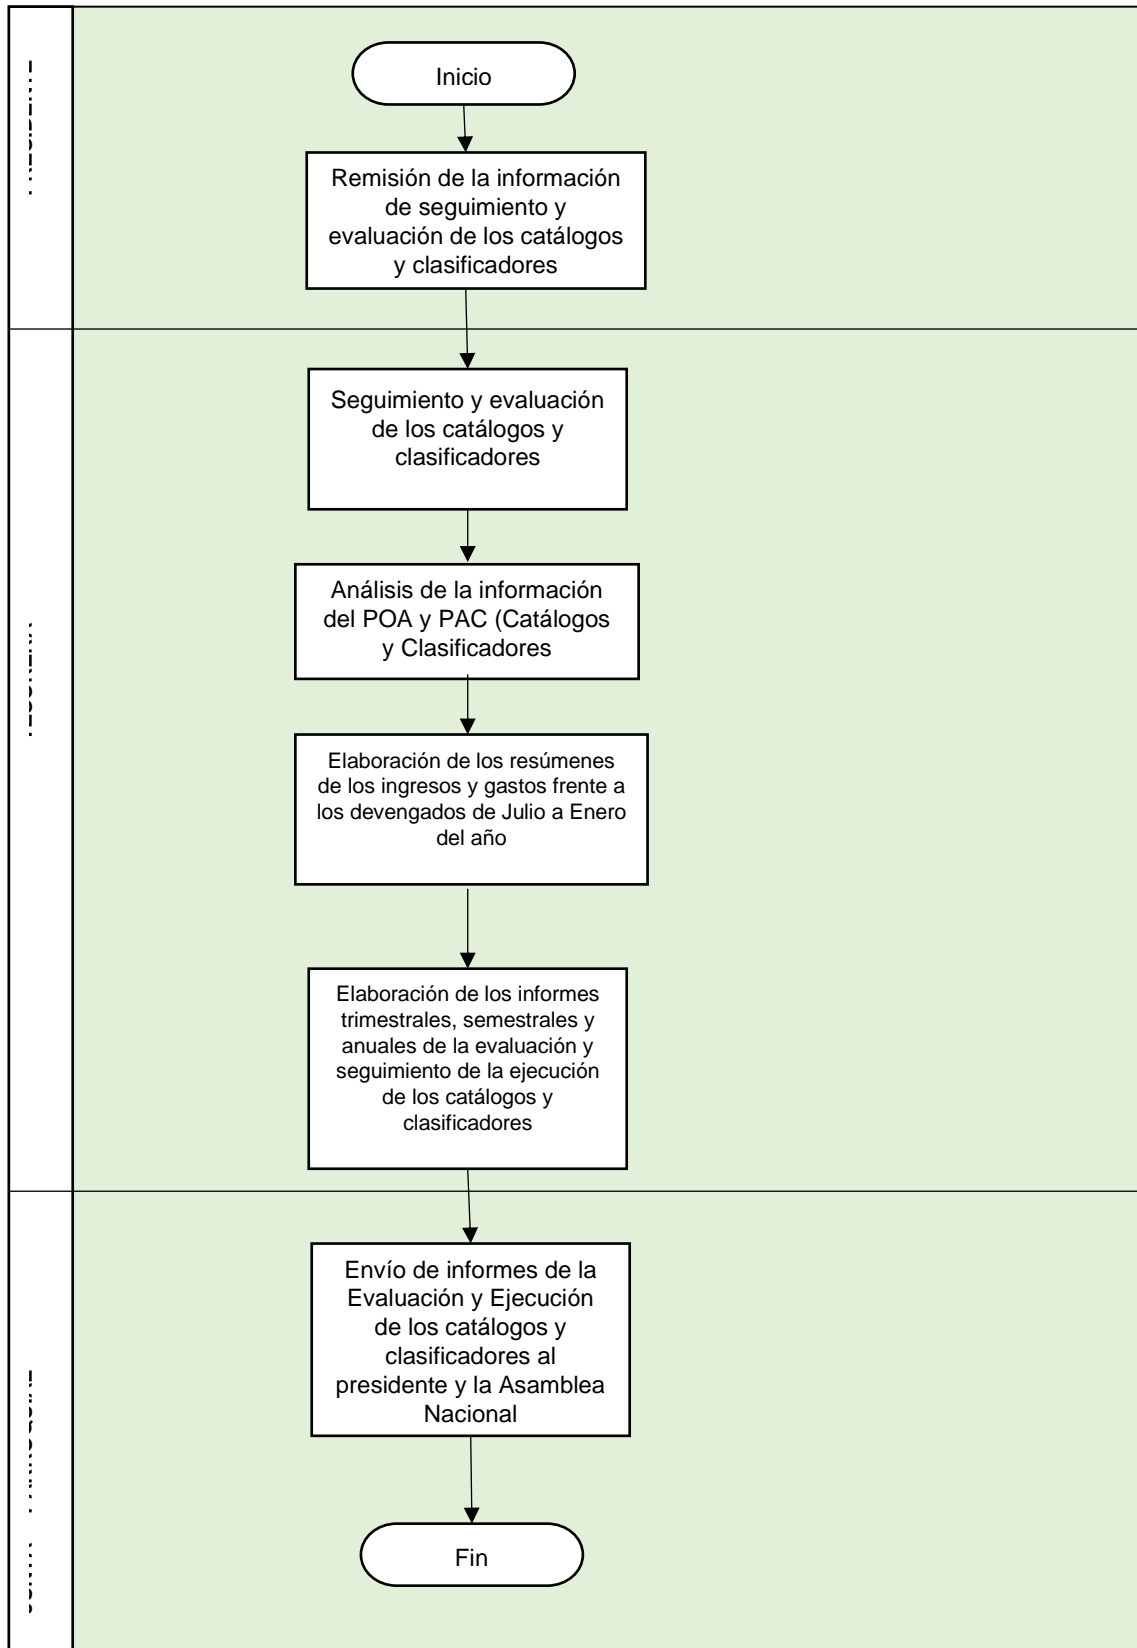 Inicio
Remisión de la información
de seguimiento y
evaluación de los catálogos
y clasificadores
Seguimiento y evaluación
de los catálogos y
clasificadores
Análisis de la información
del POA y PAC (Catálogos
y Clasificadores
Elaboración de los resúmenes
de los ingresos y gastos frente a
los devengados de Julio a Enero
del año
Elaboración de los informes
trimestrales, semestrales y
anuales de la evaluación y
seguimiento de la ejecución
de los catálogos y
clasificadores
Envío de informes de la
Evaluación y Ejecución
de los catálogos y
clasificadores al
presidente y la Asamblea
Nacional
Fin